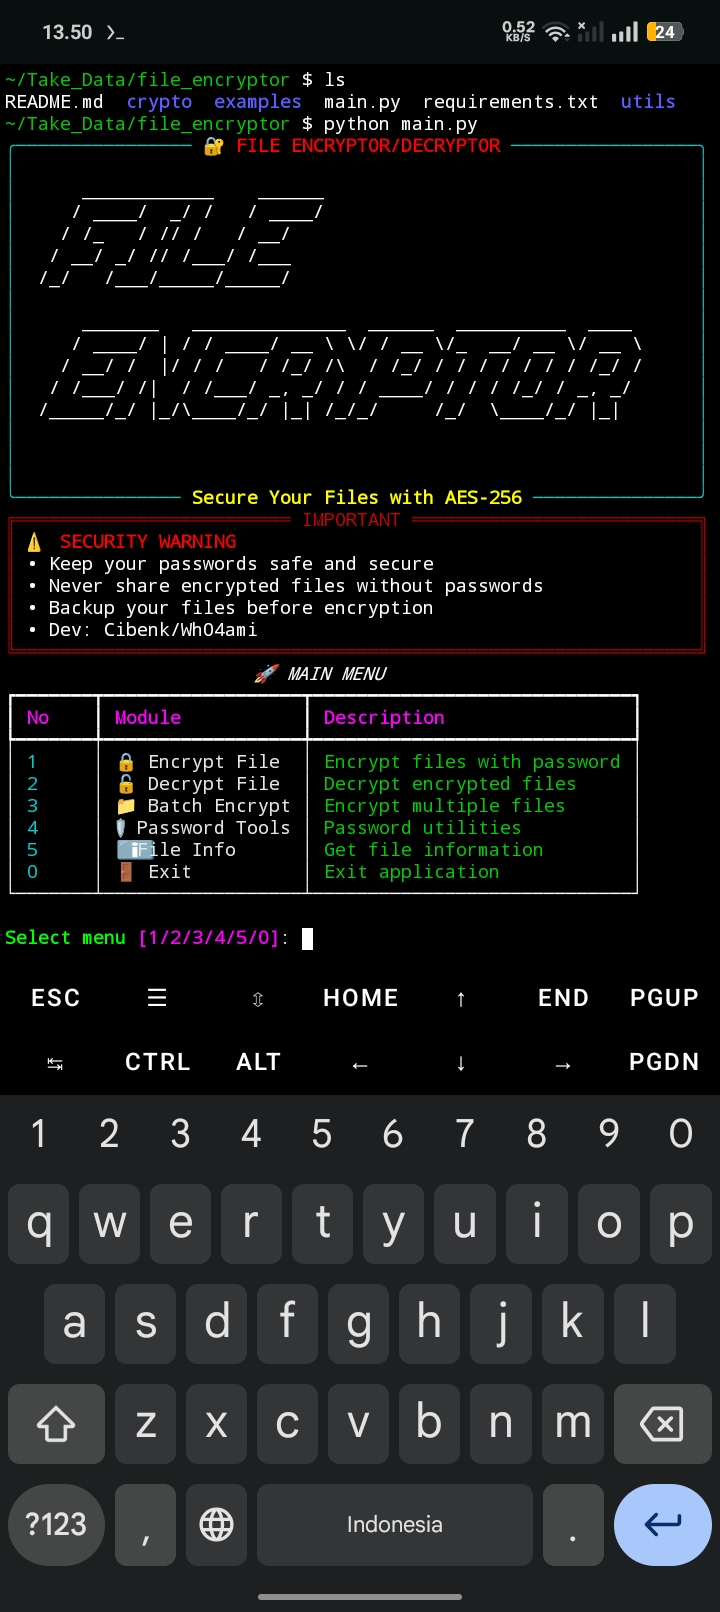 13.50 >_ 0.52 KB/S 24
~/Take_Data/file_encryptor $ ls
README.md crypto examples main.py requirements.txt utils
~/Take_Data/file_encryptor $ python main.py
🔐 FILE ENCRYPTOR/DECRYPTOR
FILE
ENCRYPTOR
Secure Your Files with AES-256
IMPORTANT
⚠️ SECURITY WARNING
• Keep your passwords safe and secure
• Never share encrypted files without passwords
• Backup your files before encryption
• Dev: Cibenk/Wh04ami
🚀 MAIN MENU
No Module Description
1 🔒 Encrypt File Encrypt files with password
2 🔓 Decrypt File Decrypt encrypted files
3 📁 Batch Encrypt Encrypt multiple files
4 🛡️ Password Tools Password utilities
5 ℹ️ File Info Get file information
0 🚪 Exit Exit application
Select menu [1/2/3/4/5/0]:
ESC ☰ ⇳ HOME ↑ END PGUP
↹ CTRL ALT ← ↓ → PGDN
1 2 3 4 5 6 7 8 9 0
q w e r t y u i o p
a s d f g h j k l
z x c v b n m
?123 , Indonesia .